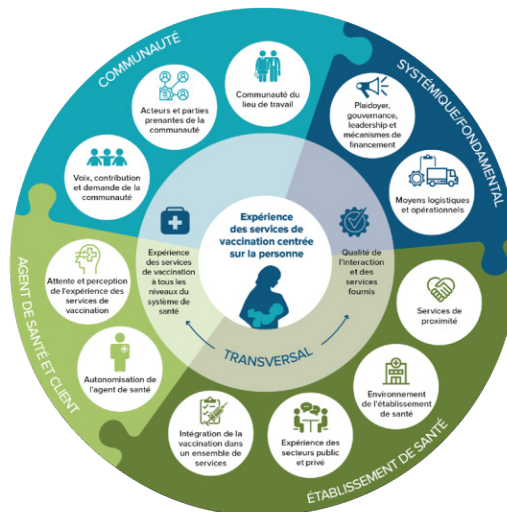 COMMUNAUTÉ
Communauté du
lieu de travail
Acteurs et parties
prenantes de la
communauté
Voix, contribution
et demande de la
communauté
SYSTÉMIQUE/FONDAMENTAL
Plaidoyer,
gouvernance,
leadership et
mécanismes de
financement
Moyens logistiques
et opérationnels
Expérience
des services de
vaccination centrée
sur la personne
Expérience
des services
de vaccination
à tous les
niveaux du
système de
santé
Qualité de
l'interaction
et des
services
fournis
TRANSVERSAL
AGENT DE SANTÉ ET CLIENT
Attente et perception
de l'expérience des
services de
vaccination
Autonomisation de
l'agent de santé
ÉTABLISSEMENT DE SANTÉ
Services de
proximité
Environnement
de l'établissement
de santé
Expérience des
secteurs public
et privé
Intégration de la
vaccination dans
un ensemble de
services